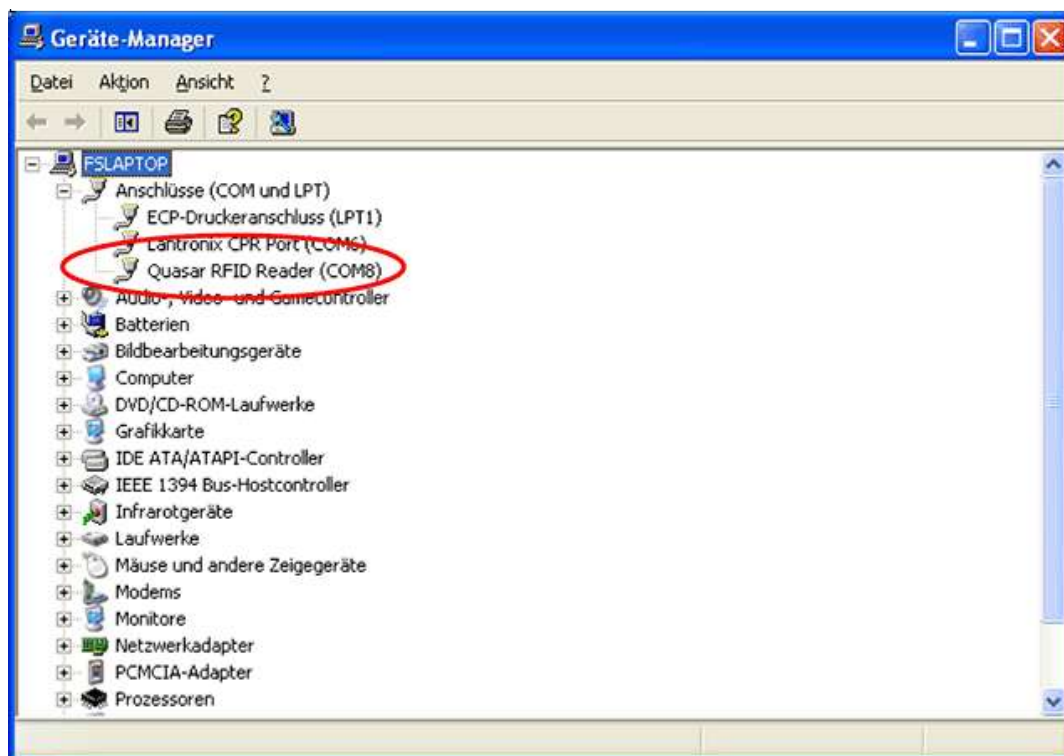 Geräte-Manager
Datei Aktion Ansicht ?
FSLAPTOP
Anschlüsse (COM und LPT)
ECP-Druckeranschluss (LPT1)
Lantronix CPR Port (COM6)
Quasar RFID Reader (COM8)
Audio-, Video- und Gamecontroller
Batterien
Bildbearbeitungsgeräte
Computer
DVD/CD-ROM-Laufwerke
Grafikkarte
IDE ATA/ATAPI-Controller
IEEE 1394 Bus-Hostcontroller
Infrarotgeräte
Laufwerke
Mäuse und andere Zeigegeräte
Modems
Monitore
Netzwerkadapter
PCMCIA-Adapter
Prozessoren